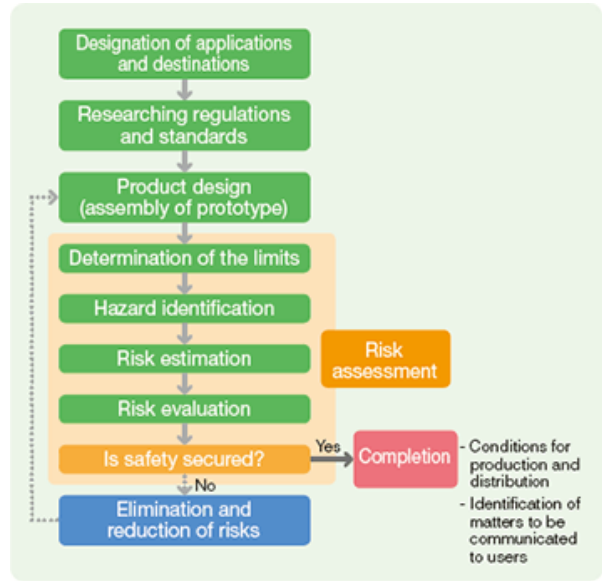 Designation of applications
and destinations
Researching regulations
and standards
Product design
(assembly of prototype)
Determination of the limits
Hazard identification
Risk estimation
Risk
assessment
Risk evaluation
Is safety secured?
Yes
Completion
- Conditions for
production and
distribution
- Identification of
matters to be
communicated
to users
No
Elimination and
reduction of risks